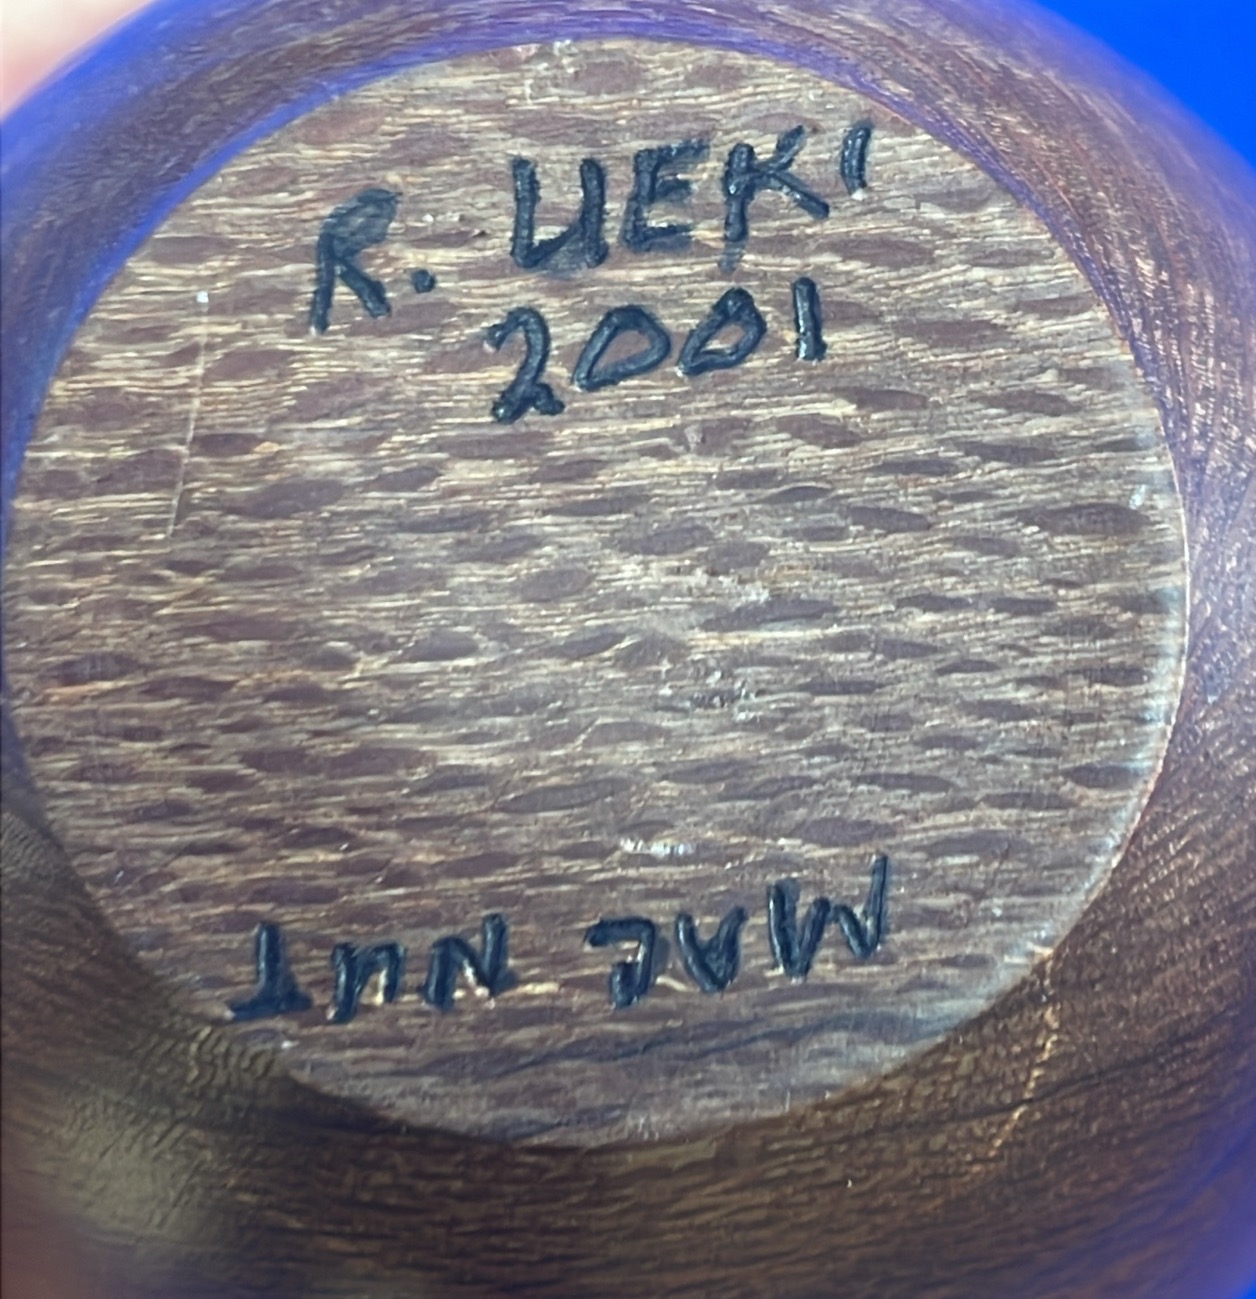 R. UEKI
2001
MAC NUT